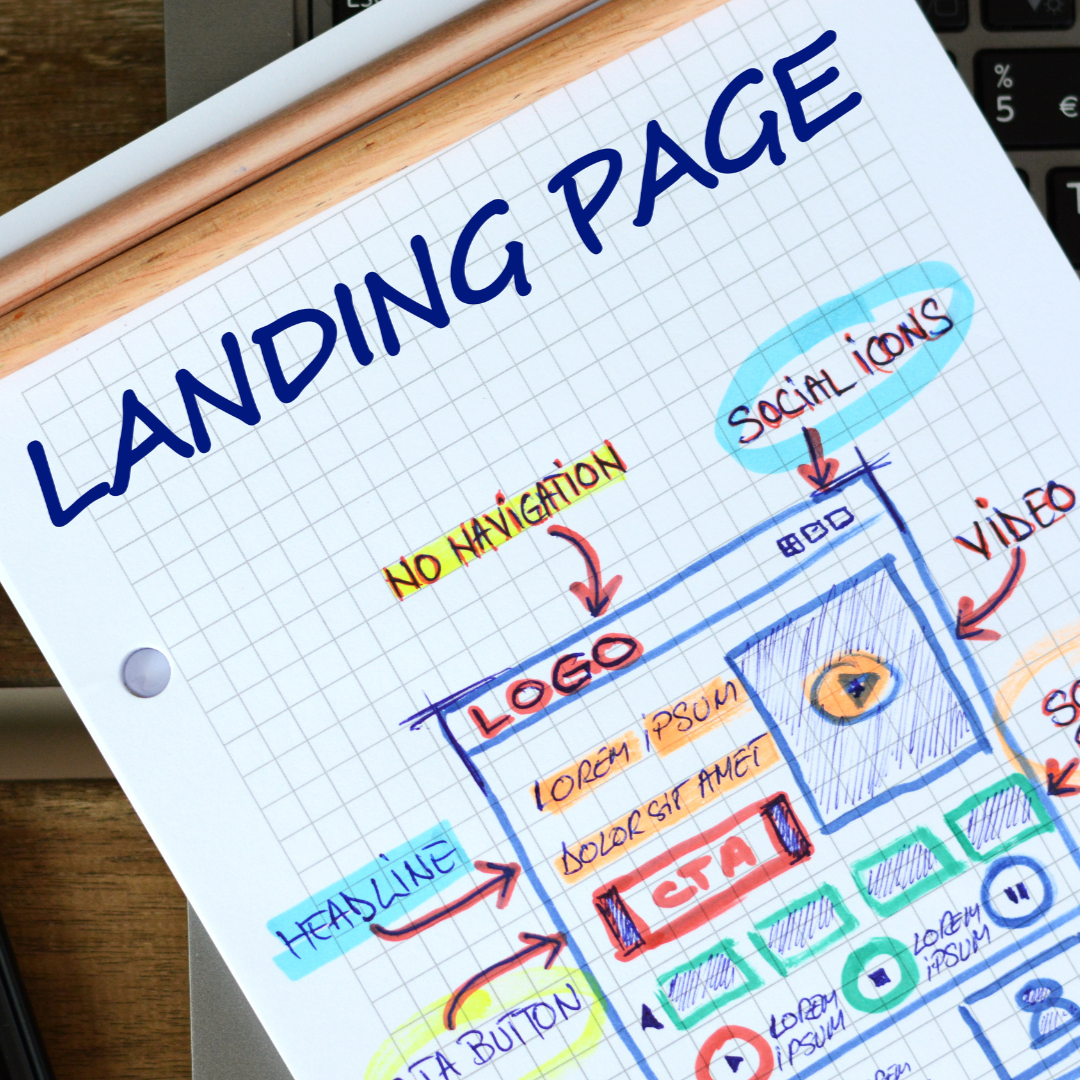 LANDING PAGE
SOCiAL iCONS
NO NAViGATiON
ViDEO
LOGO
LOREM iPSUM
DOLOR SiT AMET
CTA
HEADLiNE
LOREM
iPSUM
LOREM
iPSUM
BUTTON
%
5 €